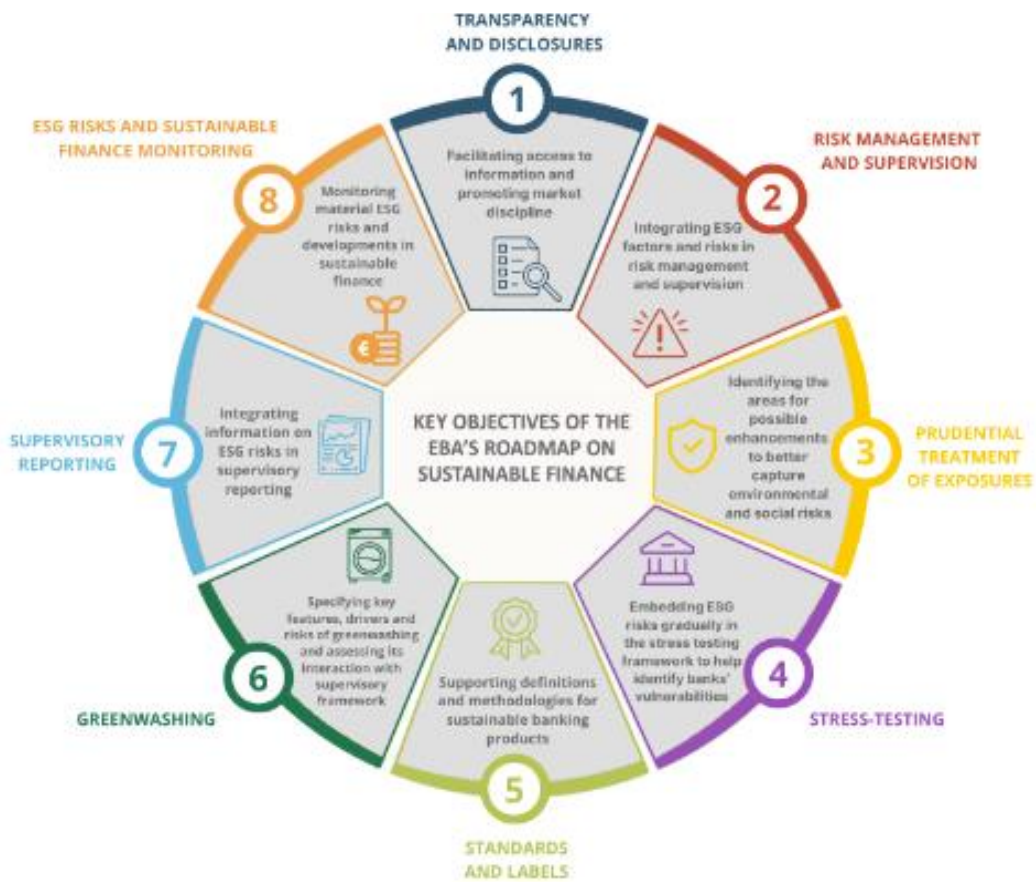 TRANSPARENCY
AND DISCLOSURES
1
Facilitating access to
information and
promoting market
discipline
RISK MANAGEMENT
AND SUPERVISION
2
Integrating ESG
factors and risks in
risk management
and supervision
PRUDENTIAL
TREATMENT
OF EXPOSURES
3
Identifying the
areas for
possible
enhancements
to better
capture
environmental
and social risks
STRESS-TESTING
4
Embedding ESG
risks gradually in
the stress testing
framework to help
identify banks'
vulnerabilities
STANDARDS
AND LABELS
5
Supporting definitions
and methodologies for
sustainable banking
products
GREENWASHING
6
Specifying key
features, drivers and
risks of greenwashing
and assessing its
interaction with
supervisory
framework
SUPERVISORY
REPORTING
7
Integrating
information on
ESG risks in
supervisory
reporting
ESG RISKS AND SUSTAINABLE
FINANCE MONITORING
8
Monitoring
material ESG
risks and
developments in
sustainable
finance
€
KEY OBJECTIVES OF THE
EBA'S ROADMAP ON
SUSTAINABLE FINANCE